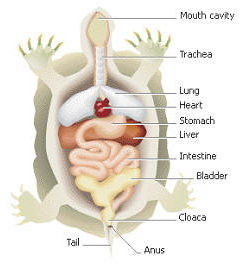 Mouth cavity
Trachea
Lung
Heart
Stomach
Liver
Intestine
Bladder
Cloaca
Tail
Anus